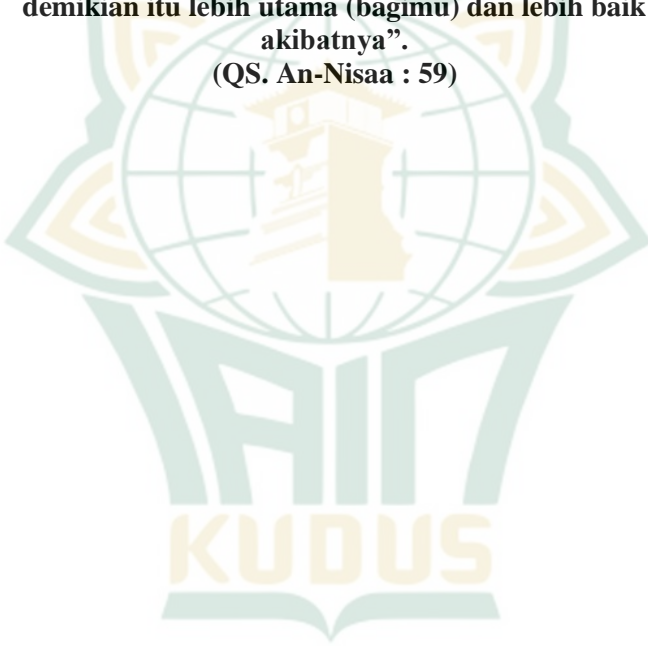 demikian itu lebih utama (bagimu) dan lebih baik
akibatnya”.
(QS. An-Nisaa : 59)
IAIN
KUDUS